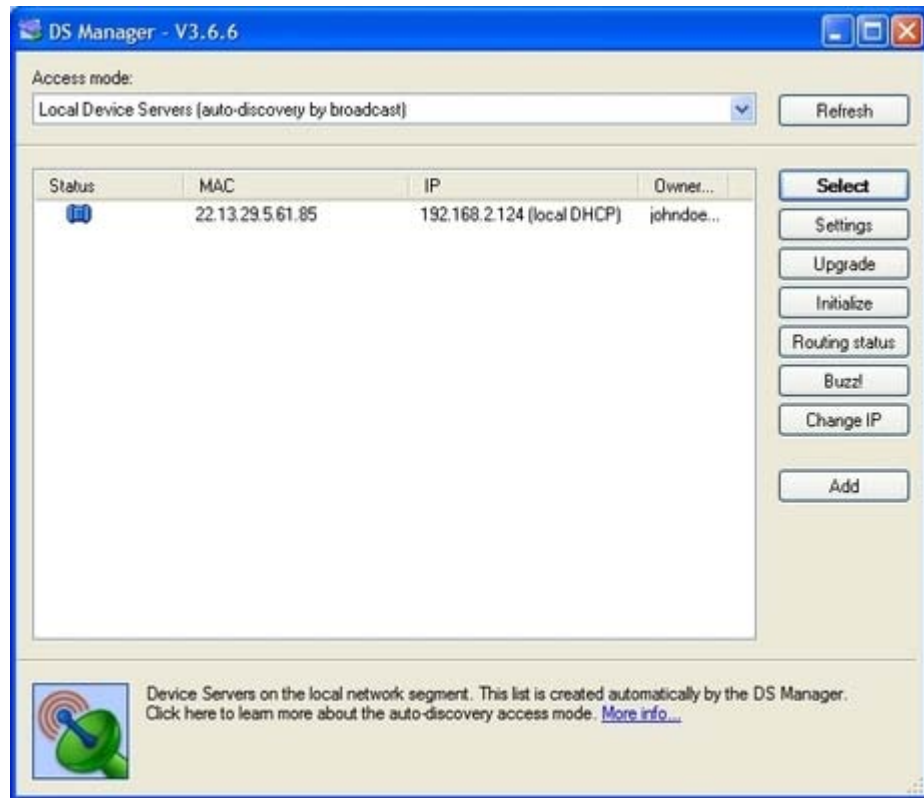 DS Manager - V3.6.6
Access mode:
Local Device Servers (auto-discovery by broadcast)
Refresh
Status MAC IP Owner...
22.13.29.5.61.85 192.168.2.124 (local DHCP) johndoe...
Select
Settings
Upgrade
Initialize
Routing status
Buzz!
Change IP
Add
Device Servers on the local network segment. This list is created automatically by the DS Manager.
Click here to learn more about the auto-discovery access mode. More info...